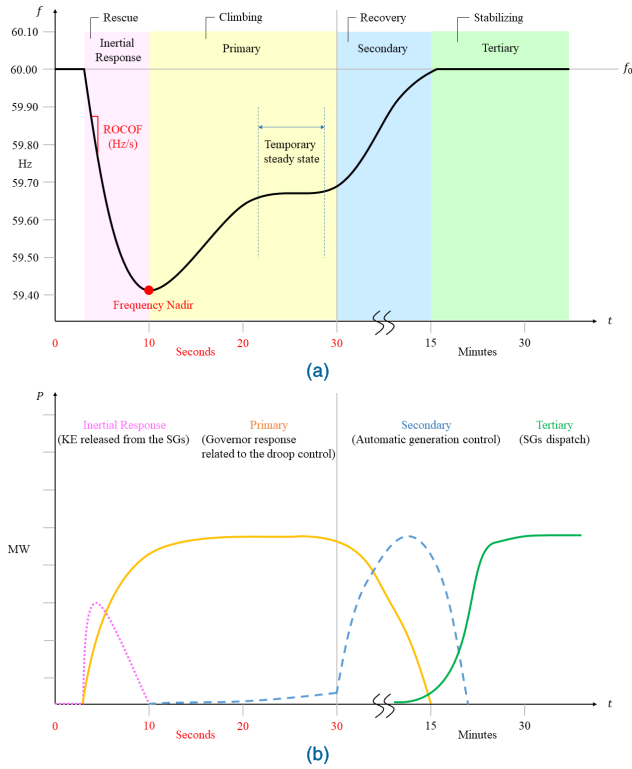 f
Rescue
Climbing
Recovery
Stabilizing
60.10
Inertial
Response
Primary
Secondary
Tertiary
60.00
f₀
59.90
ROCOF
(Hz/s)
59.80
Hz
Temporary
steady state
59.70
59.60
59.50
59.40
Frequency Nadir
t
0
10
20
30
15
30
Seconds
Minutes
(a)
P
Inertial Response
(KE released from the SGs)
Primary
(Governor response
related to the droop control)
Secondary
(Automatic generation control)
Tertiary
(SGs dispatch)
MW
t
0
10
20
30
15
30
Seconds
Minutes
(b)